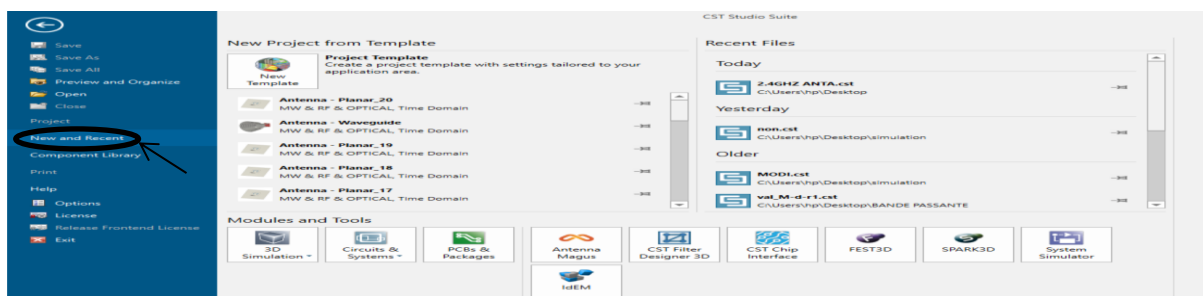 CST Studio Suite
Save
Save As
Save All
Preview and Organize
Open
Close
Project
New and Recent
Component Library
Print
Help
Options
License
Release Frontend License
Exit
New Project from Template
New Template
Project Template
Create a project template with settings tailored to your
application area.
Antenna - Planar_20
MW & RF & OPTICAL, Time Domain
Antenna - Waveguide
MW & RF & OPTICAL, Time Domain
Antenna - Planar_19
MW & RF & OPTICAL, Time Domain
Antenna - Planar_18
MW & RF & OPTICAL, Time Domain
Antenna - Planar_17
MW & RF & OPTICAL, Time Domain
Recent Files
Today
2.4GHZ ANTA.cst
C:\Users\hp\Desktop
Yesterday
non.cst
C:\Users\hp\Desktop\simulation
Older
MODI.cst
C:\Users\hp\Desktop\simulation
val_M-d-r1.cst
C:\Users\hp\Desktop\BANDE PASSANTE
Modules and Tools
3D
Simulation
Circuits &
Systems
PCBs &
Packages
Antenna
Magus
CST Filter
Designer 3D
CST Chip
Interface
FEST3D
SPARK3D
System
Simulator
IdEM